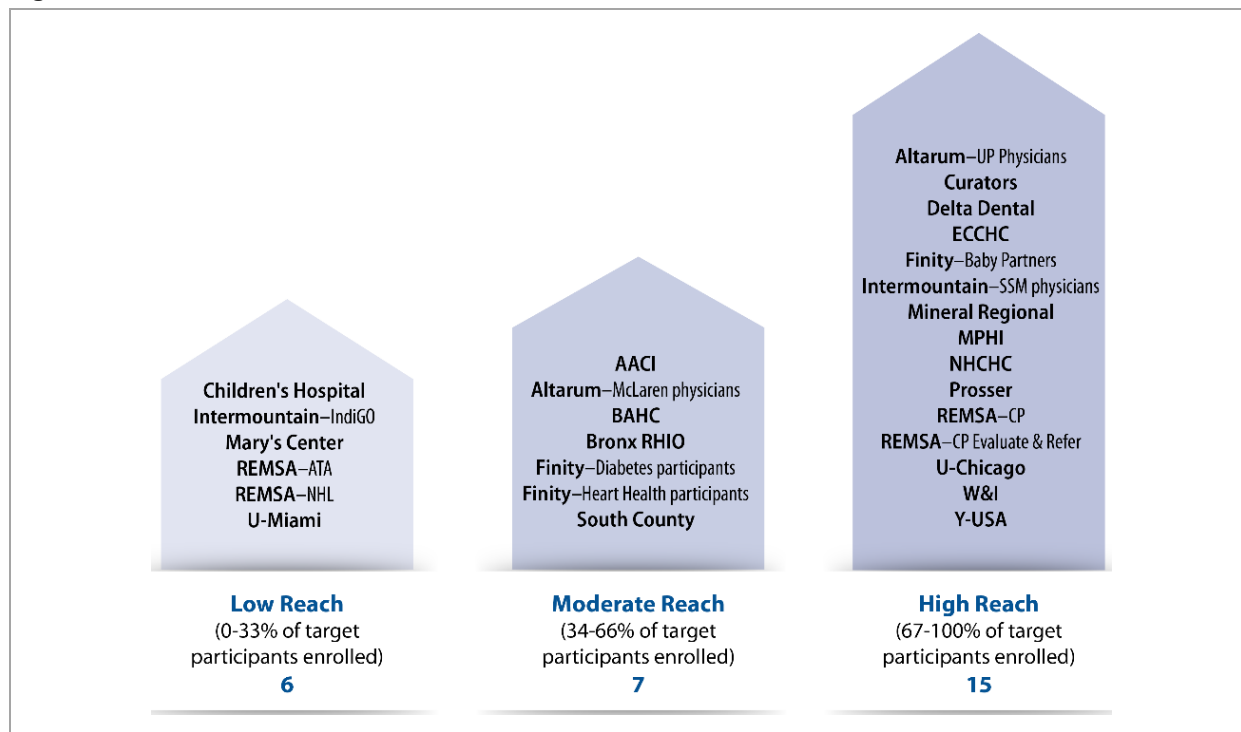 Children's Hospital
Intermountain–IndiGO
Mary's Center
REMSA–ATA
REMSA–NHL
U-Miami
Low Reach
(0-33% of target
participants enrolled)
6
AACI
Altarum–McLaren physicians
BAHC
Bronx RHIO
Finity–Diabetes participants
Finity–Heart Health participants
South County
Moderate Reach
(34-66% of target
participants enrolled)
7
Altarum–UP Physicians
Curators
Delta Dental
ECCHC
Finity–Baby Partners
Intermountain–SSM physicians
Mineral Regional
MPHI
NHCHC
Prosser
REMSA–CP
REMSA–CP Evaluate & Refer
U-Chicago
W&I
Y-USA
High Reach
(67-100% of target
participants enrolled)
15